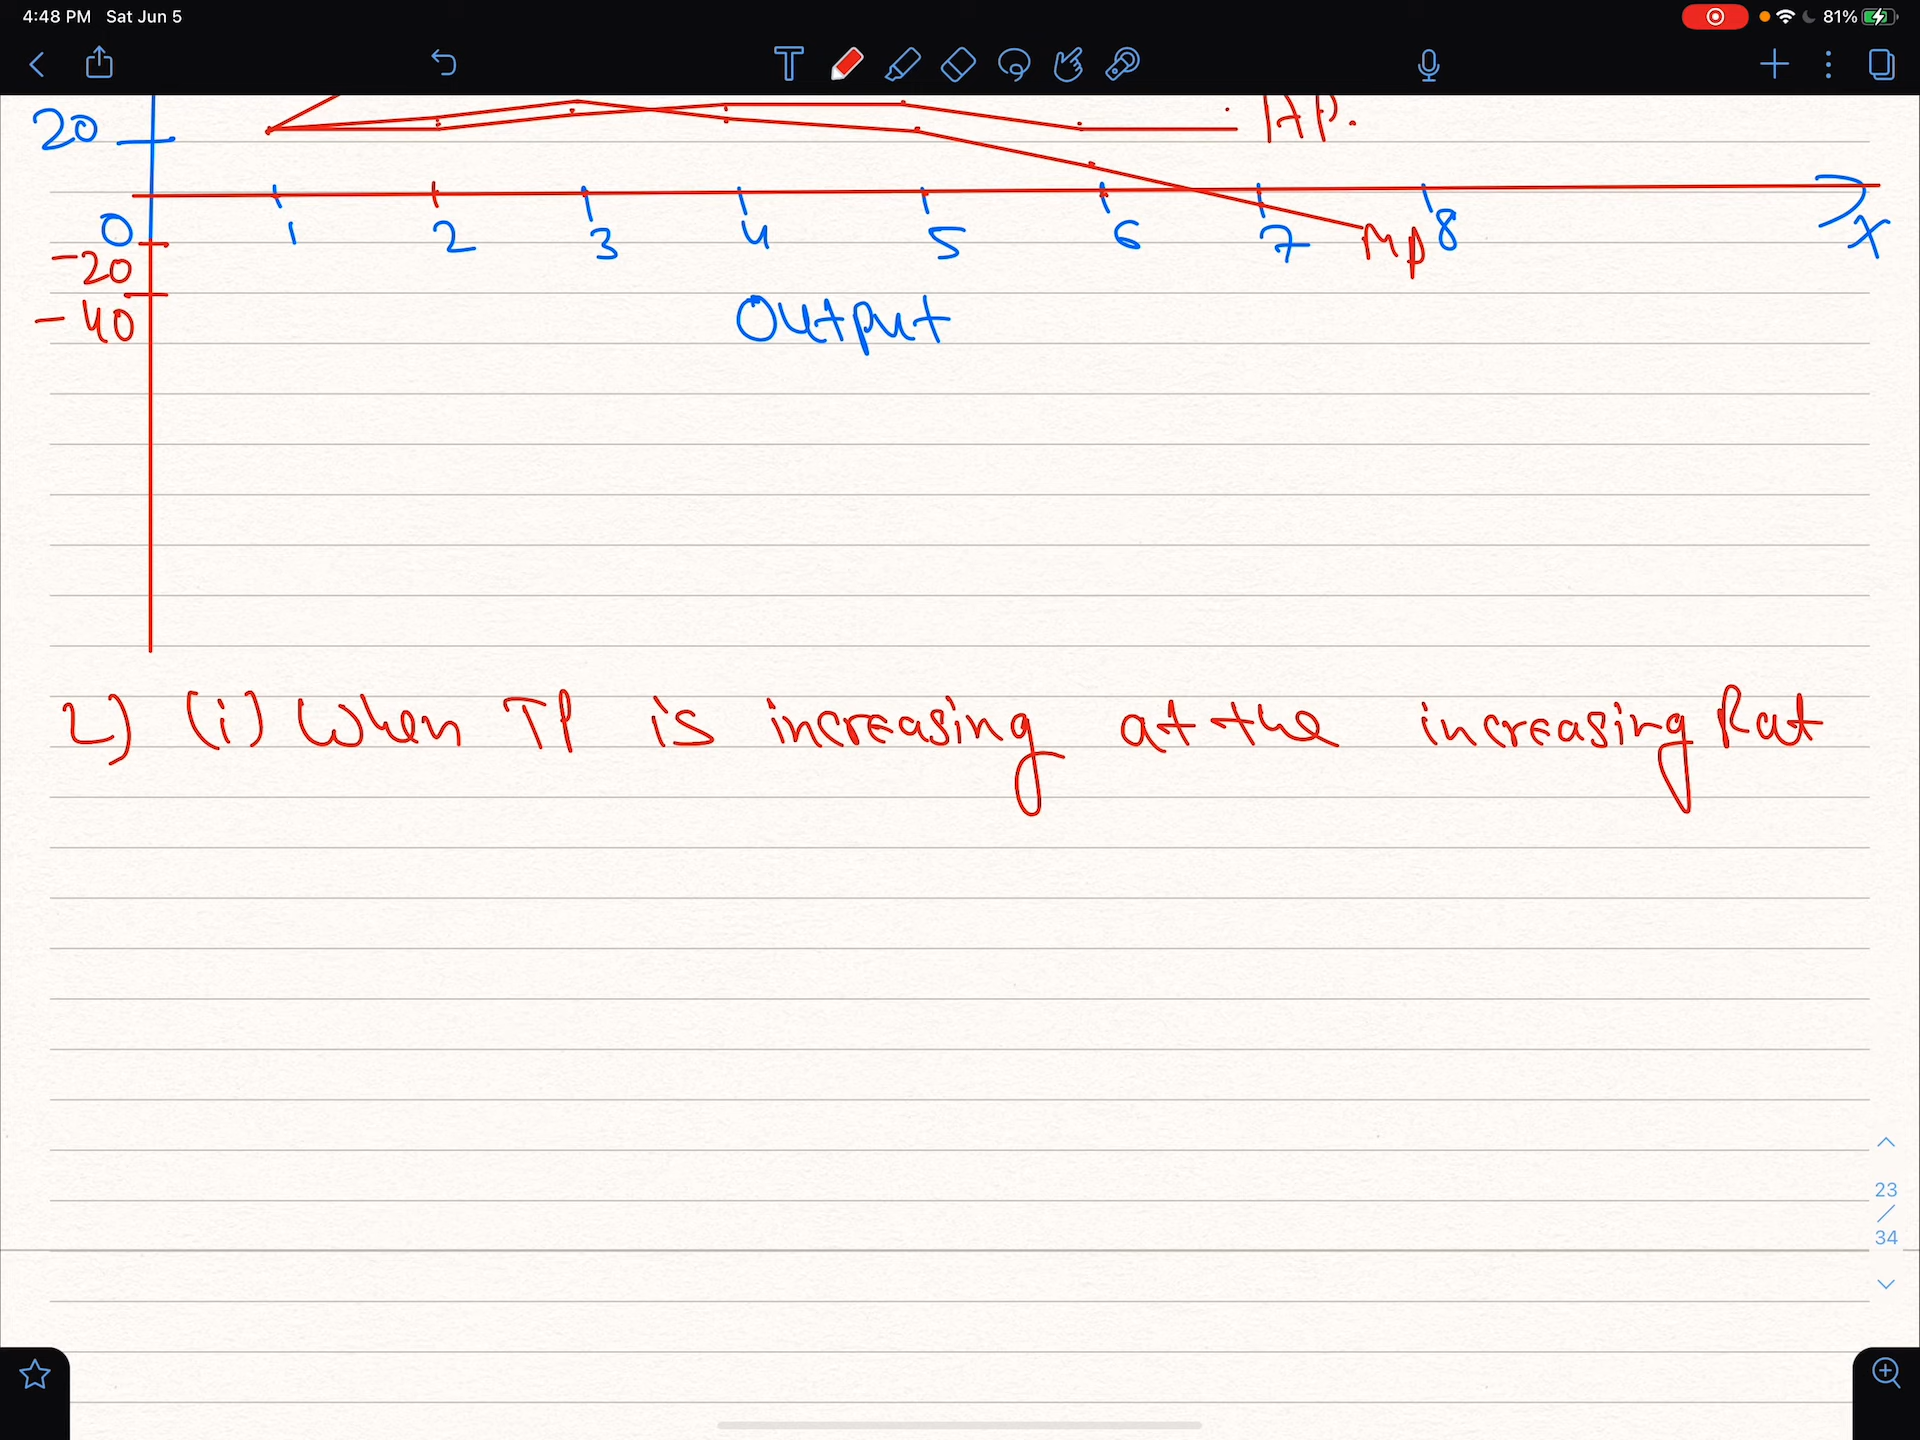 4:48 PM Sat Jun 5
81%
T
20
AP.
0
1 2 3 4 5 6 7 8
MP
X
-20
-40
Output
2) (i) When TP is increasing at the increasing Rat
23
/
34